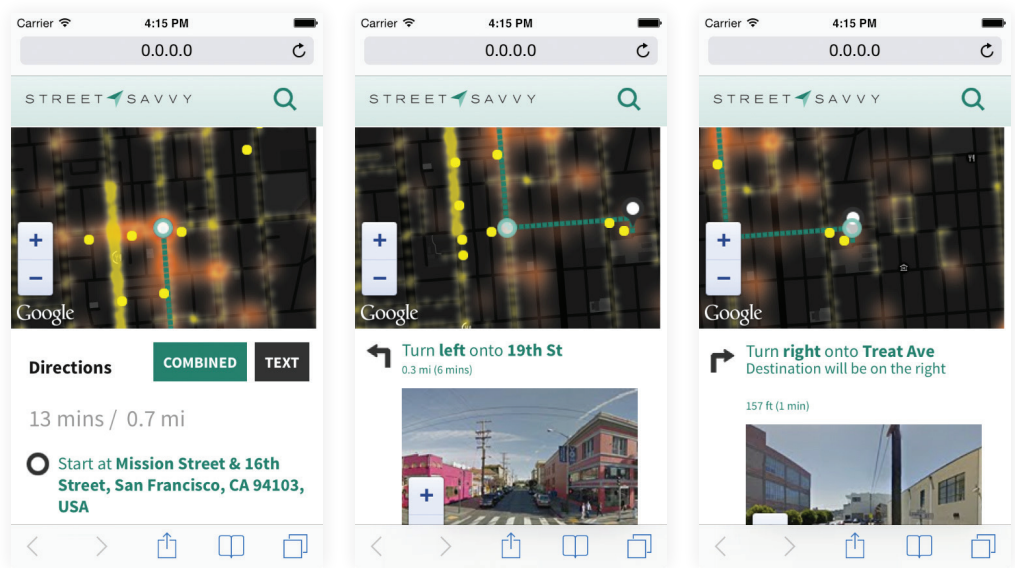 Carrier 4:15 PM
0.0.0.0
STREET SAVVY
+
−
Google
Directions COMBINED TEXT
13 mins / 0.7 mi
Start at Mission Street & 16th
Street, San Francisco, CA 94103,
USA
Carrier 4:15 PM
0.0.0.0
STREET SAVVY
+
−
Google
Turn left onto 19th St
0.3 mi (6 mins)
+
Carrier 4:15 PM
0.0.0.0
STREET SAVVY
+
−
Google
Turn right onto Treat Ave
Destination will be on the right
157 ft (1 min)